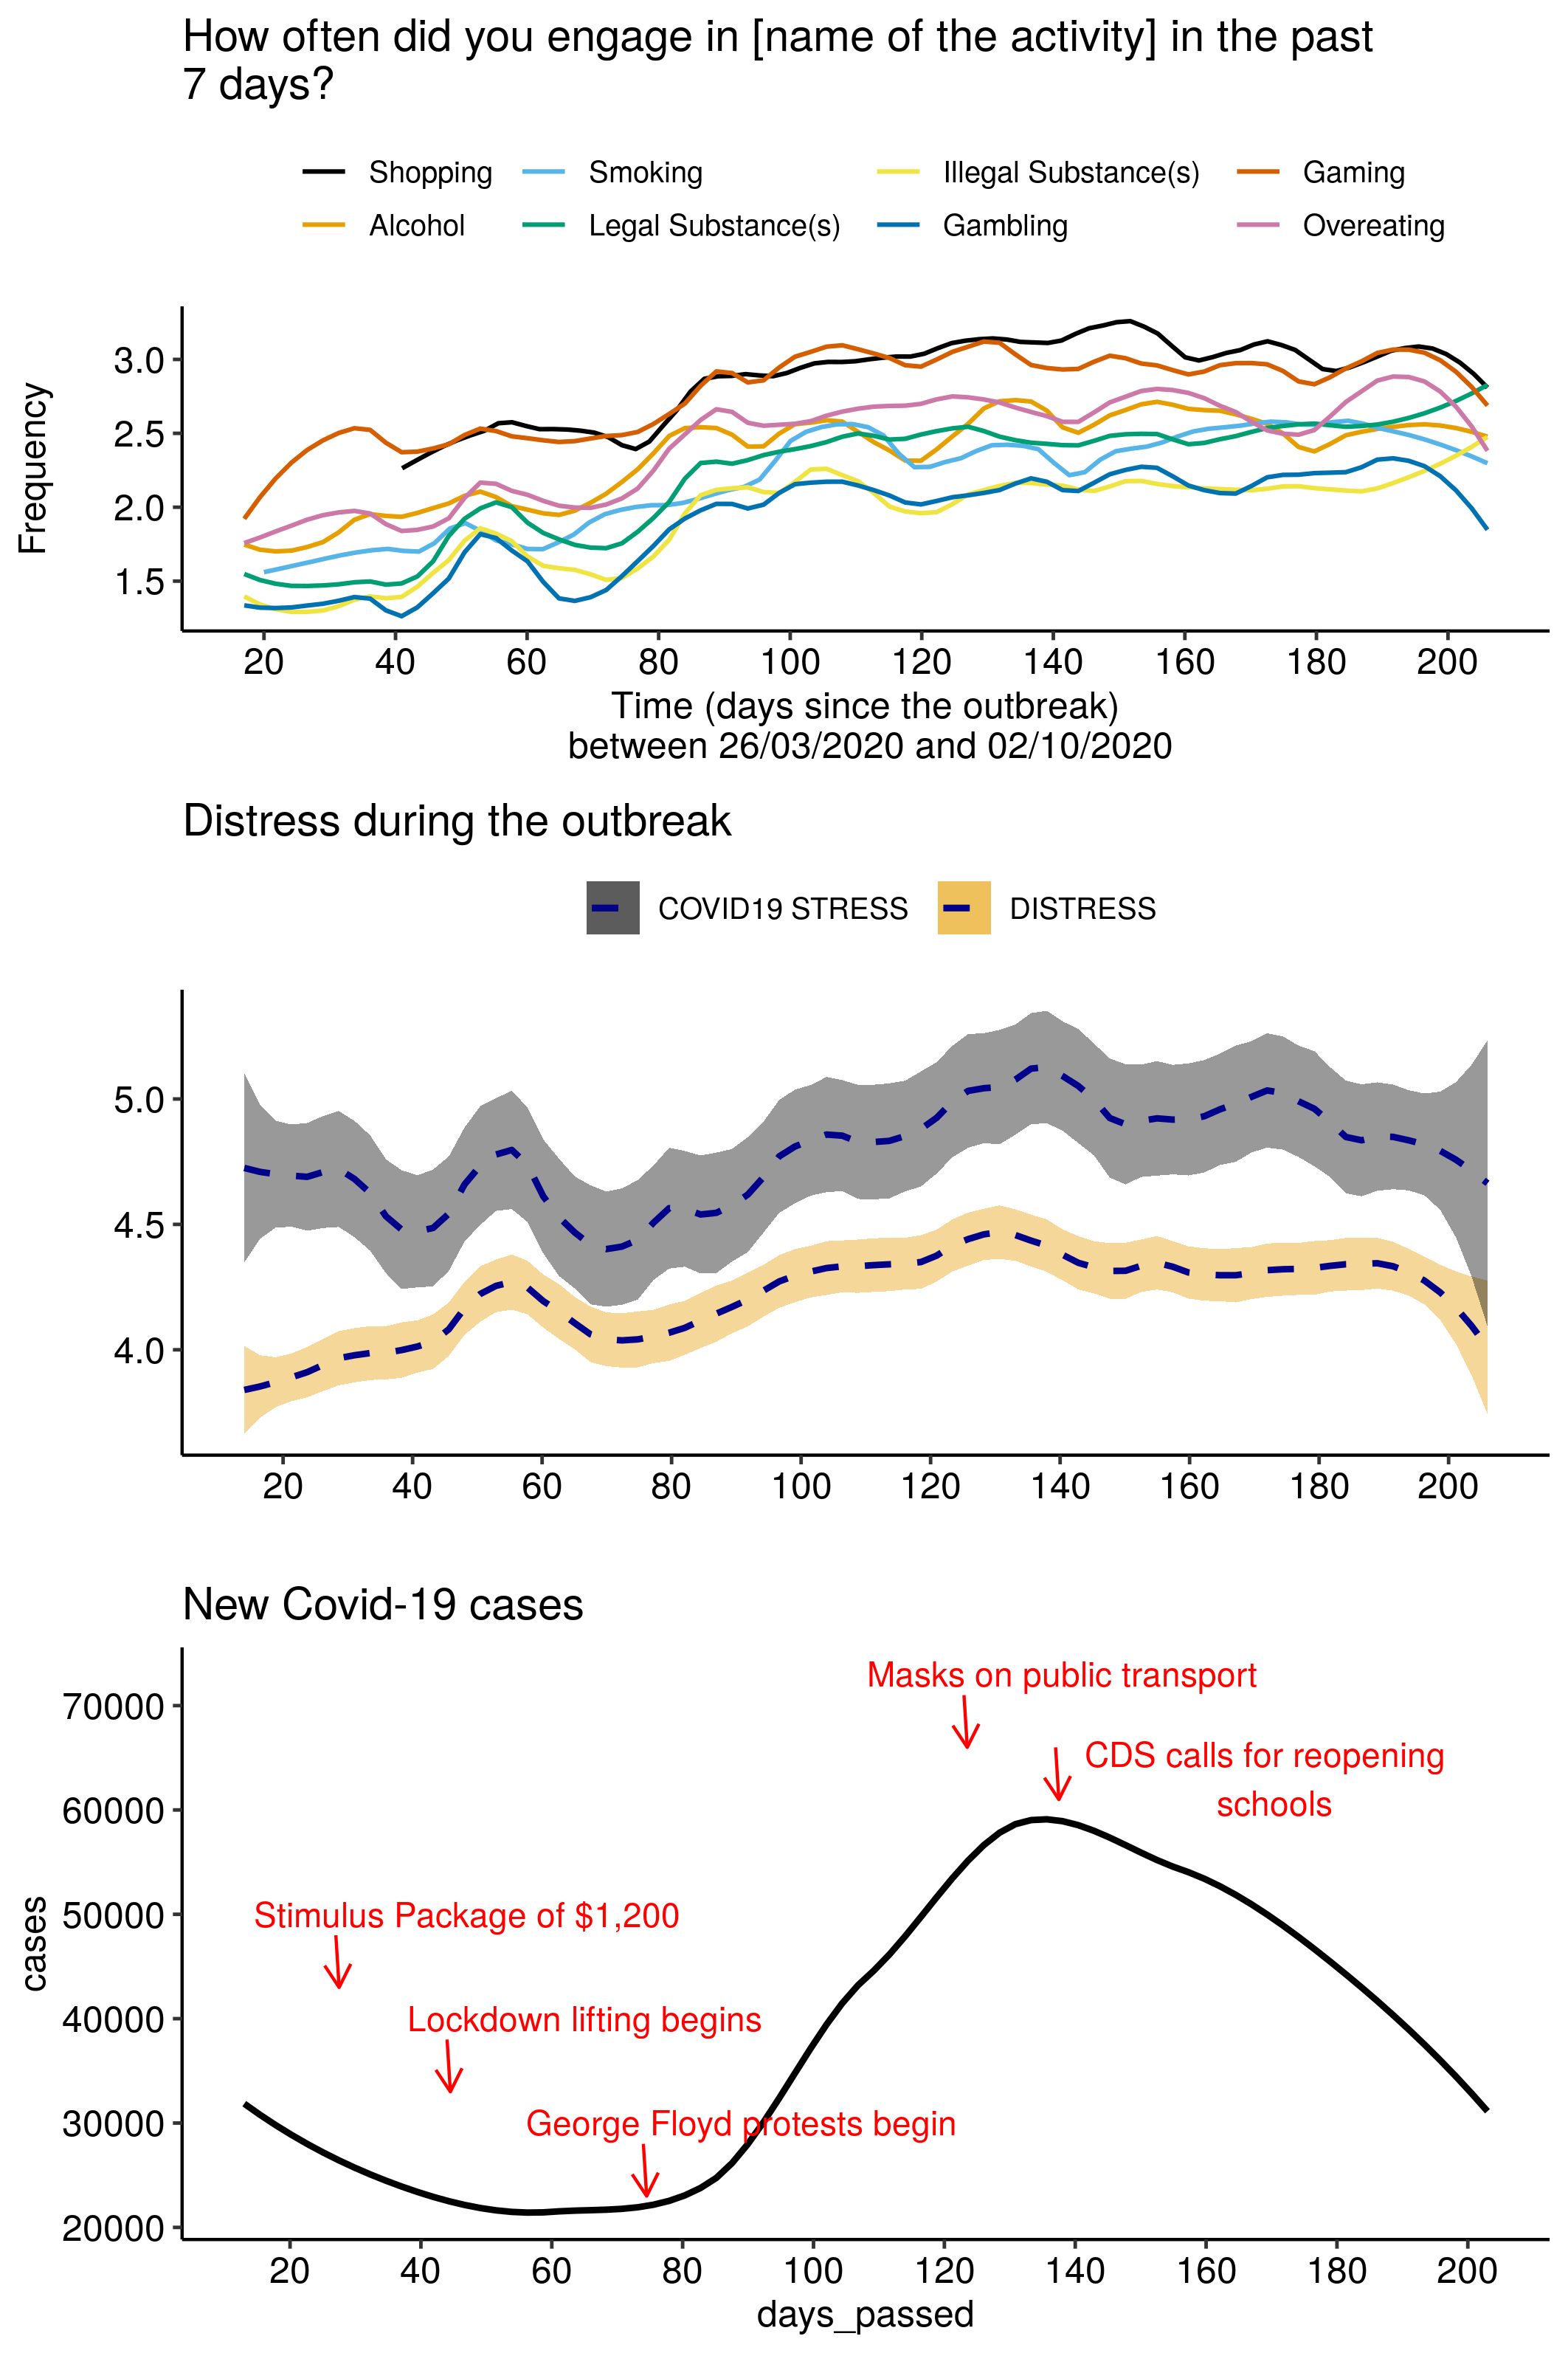 How often did you engage in [name of the activity] in the past
7 days?
Shopping Smoking Illegal Substance(s) Gaming
Alcohol Legal Substance(s) Gambling Overeating
Frequency
3.0
2.5
2.0
1.5
20 40 60 80 100 120 140 160 180 200
Time (days since the outbreak)
between 26/03/2020 and 02/10/2020
Distress during the outbreak
COVID19 STRESS DISTRESS
5.0
4.5
4.0
20 40 60 80 100 120 140 160 180 200
New Covid-19 cases
cases
70000
60000
50000
40000
30000
20000
Masks on public transport
CDS calls for reopening
schools
Stimulus Package of $1,200
Lockdown lifting begins
George Floyd protests begin
20 40 60 80 100 120 140 160 180 200
days_passed